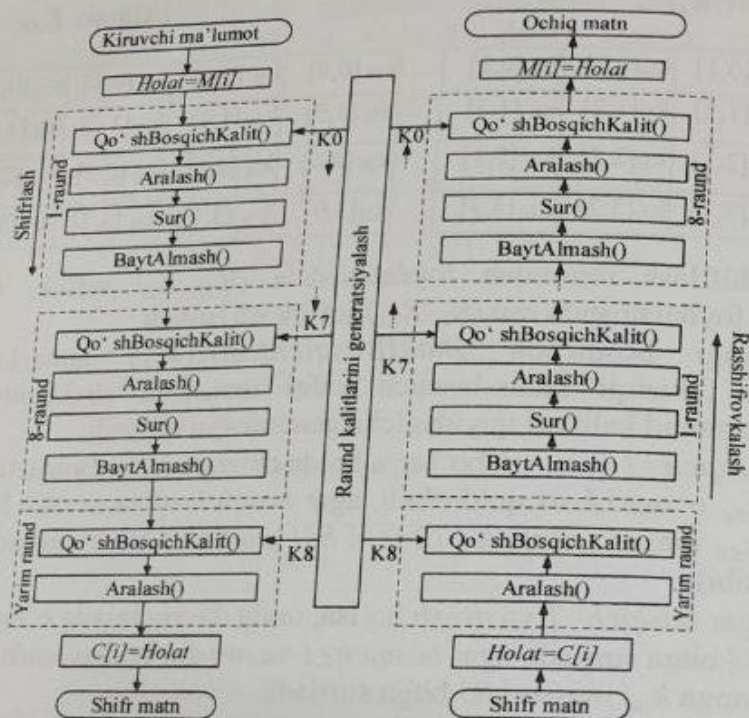 Kiruvchi ma'lumot
Holat=M[i]
Shifrlash
1-raund
Qo' shBosqichKalit()
Aralash()
Sur()
BaytAlmash()
8-raund
Qo' shBosqichKalit()
Aralash()
Sur()
BaytAlmash()
Yarim raund
Qo' shBosqichKalit()
Aralash()
C[i]=Holat
Shifr matn
K0
K7
K8
Raund kalitlarini generatsiyalash
K0
K7
K8
Ochiq matn
M[i]=Holat
Qo' shBosqichKalit()
Aralash()
Sur()
BaytAlmash()
8-raund
Qo' shBosqichKalit()
Aralash()
Sur()
BaytAlmash()
1-raund
Rasshifrovkalash
Qo' shBosqichKalit()
Aralash()
Yarim raund
Holat=C[i]
Shifr matn